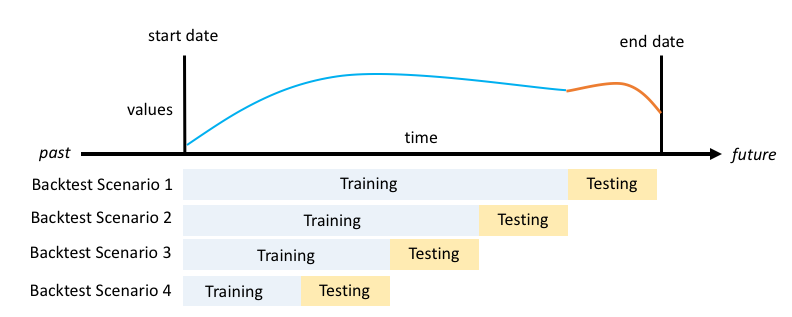 start date
end date
values
time
past
future
Backtest Scenario 1 Training Testing
Backtest Scenario 2 Training Testing
Backtest Scenario 3 Training Testing
Backtest Scenario 4 Training Testing